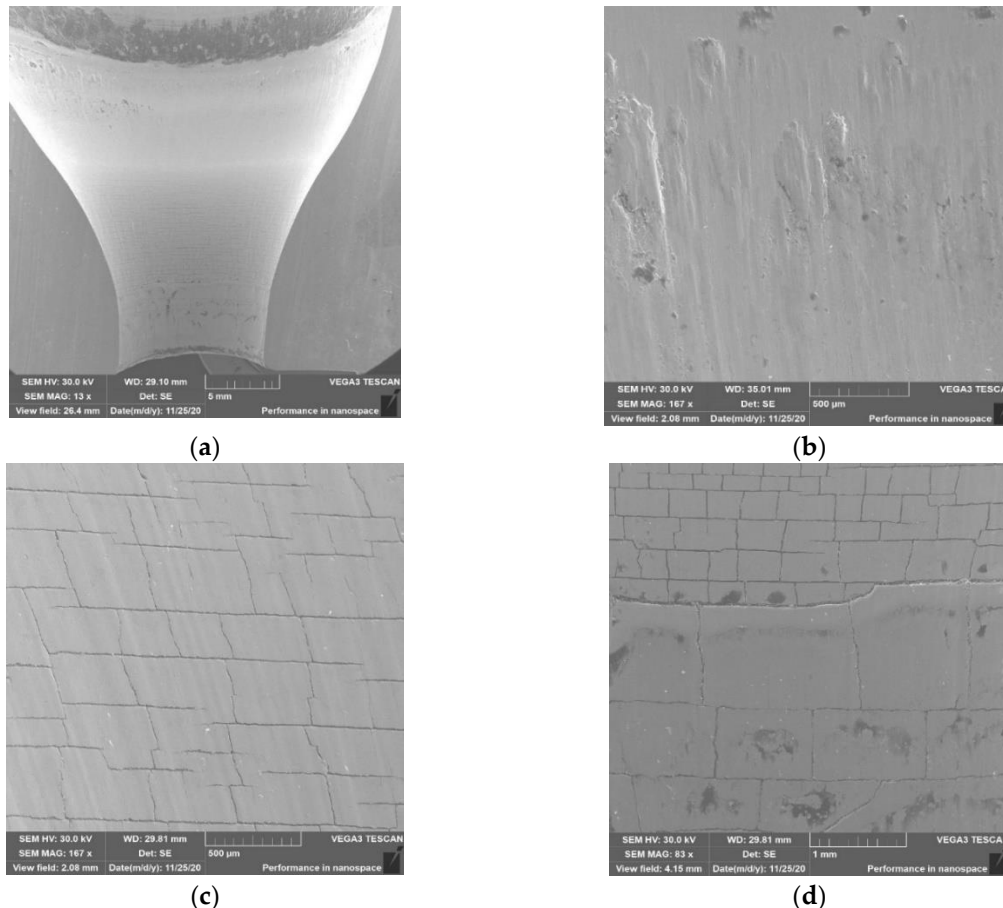 SEM HV: 30.0 kV WD: 29.10 mm VEGA3 TESCAN
SEM MAG: 13 x Det: SE 5 mm
View field: 26.4 mm Date(m/d/y): 11/25/20 Performance in nanospace
(a)
SEM HV: 30.0 kV WD: 35.01 mm VEGA3 TESCAN
SEM MAG: 167 x Det: SE 500 µm
View field: 2.08 mm Date(m/d/y): 11/25/20 Performance in nanospace
(b)
SEM HV: 30.0 kV WD: 29.81 mm VEGA3 TESCAN
SEM MAG: 167 x Det: SE 500 µm
View field: 2.08 mm Date(m/d/y): 11/25/20 Performance in nanospace
(c)
SEM HV: 30.0 kV WD: 29.81 mm VEGA3 TESCAN
SEM MAG: 83 x Det: SE 1 mm
View field: 4.15 mm Date(m/d/y): 11/25/20 Performance in nanospace
(d)